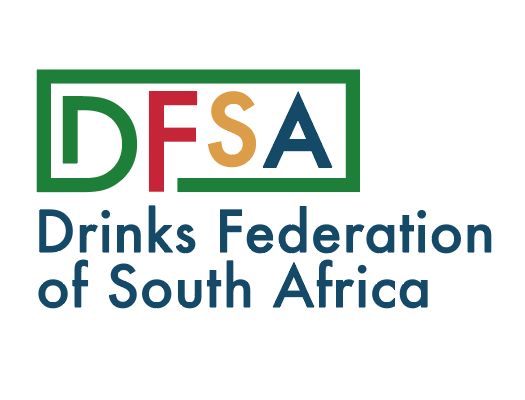 DFSA
Drinks Federation
of South Africa